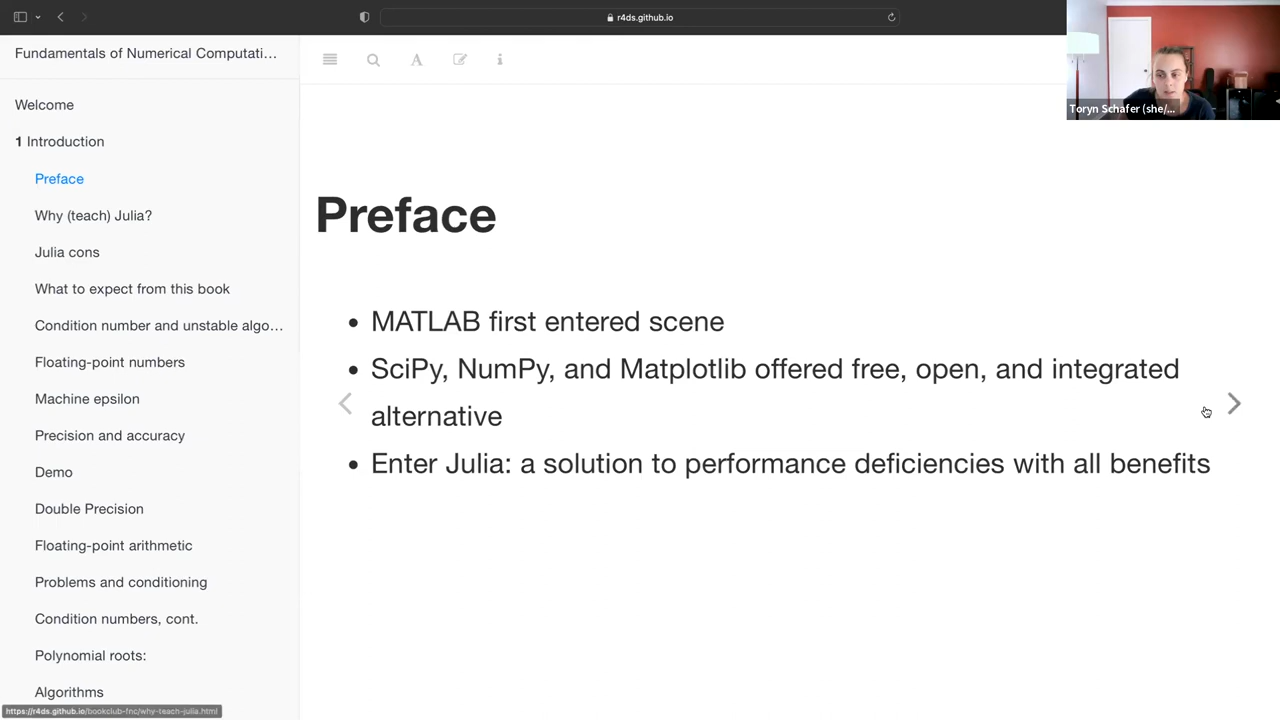 r4ds.github.io
Fundamentals of Numerical Computati...
Welcome
1 Introduction
Preface
Why (teach) Julia?
Julia cons
What to expect from this book
Condition number and unstable algo...
Floating-point numbers
Machine epsilon
Precision and accuracy
Demo
Double Precision
Floating-point arithmetic
Problems and conditioning
Condition numbers, cont.
Polynomial roots:
Algorithms
https://r4ds.github.io/bookclub-fnc/why-teach-julia.html
A
i
Toryn Schafer (she/...
Preface
• MATLAB first entered scene
• SciPy, NumPy, and Matplotlib offered free, open, and integrated
alternative
• Enter Julia: a solution to performance deficiencies with all benefits